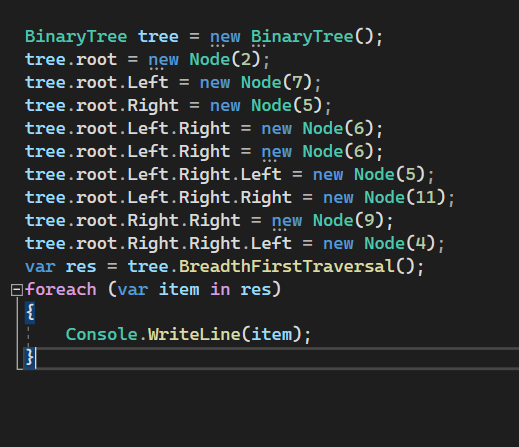 BinaryTree tree = new BinaryTree();
tree.root = new Node(2);
tree.root.Left = new Node(7);
tree.root.Right = new Node(5);
tree.root.Left.Right = new Node(6);
tree.root.Left.Right = new Node(6);
tree.root.Left.Right.Left = new Node(5);
tree.root.Left.Right.Right = new Node(11);
tree.root.Right.Right = new Node(9);
tree.root.Right.Right.Left = new Node(4);
var res = tree.BreadthFirstTraversal();
foreach (var item in res)
{
    Console.WriteLine(item);
}